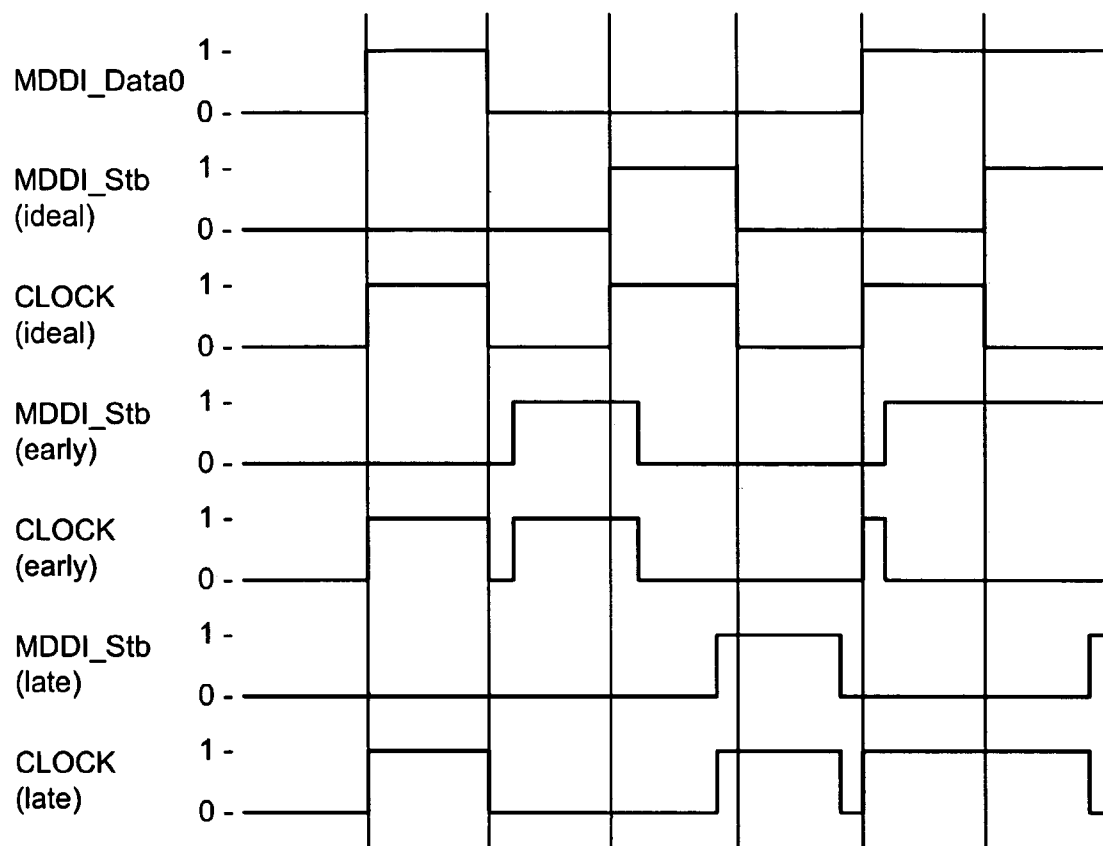 1 -
MDDI_Data0
0 -
1 -
MDDI_Stb
(ideal)
0 -
1 -
CLOCK
(ideal)
0 -
1 -
MDDI_Stb
(early)
0 -
1 -
CLOCK
(early)
0 -
1 -
MDDI_Stb
(late)
0 -
1 -
CLOCK
(late)
0 -